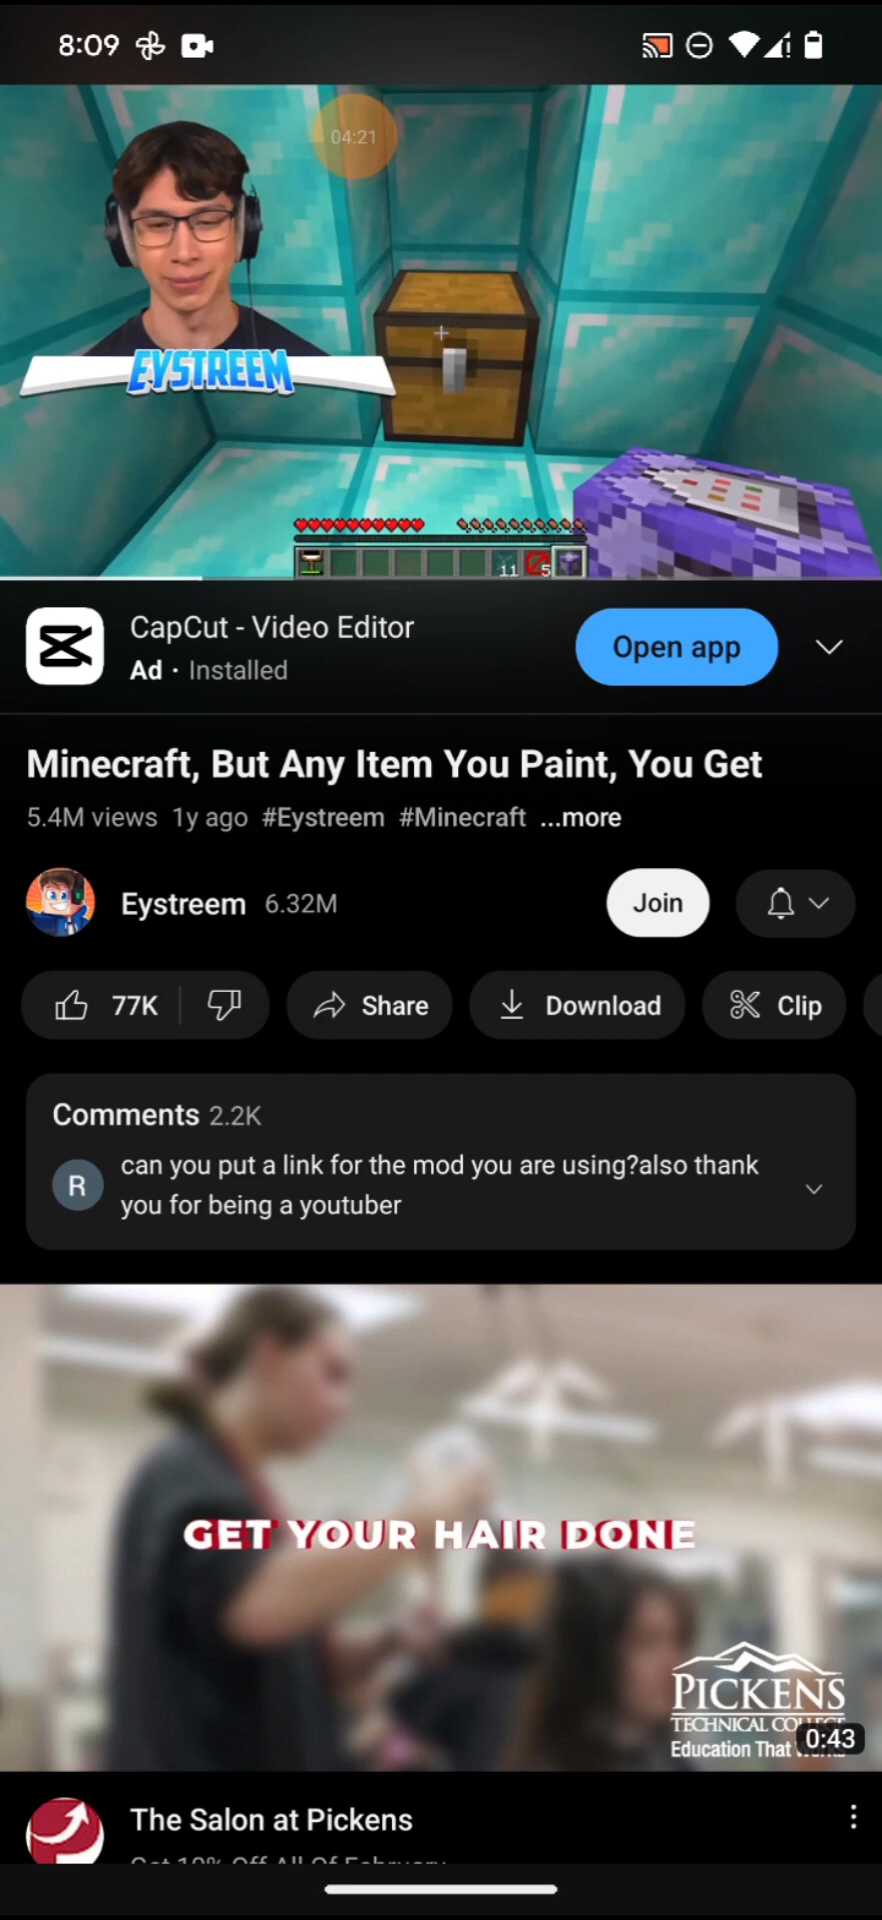 8:09
04:21
EYSTREEM
11
5
CapCut - Video Editor
Ad · Installed
Open app
Minecraft, But Any Item You Paint, You Get
5.4M views 1y ago #Eystreem #Minecraft ...more
Eystreem 6.32M
Join
77K
Share
Download
Clip
Comments 2.2K
R
can you put a link for the mod you are using?also thank
you for being a youtuber
GET YOUR HAIR DONE
PICKENS
TECHNICAL COLLEGE
Education That
0:43
The Salon at Pickens
Get 10% Off All Of February